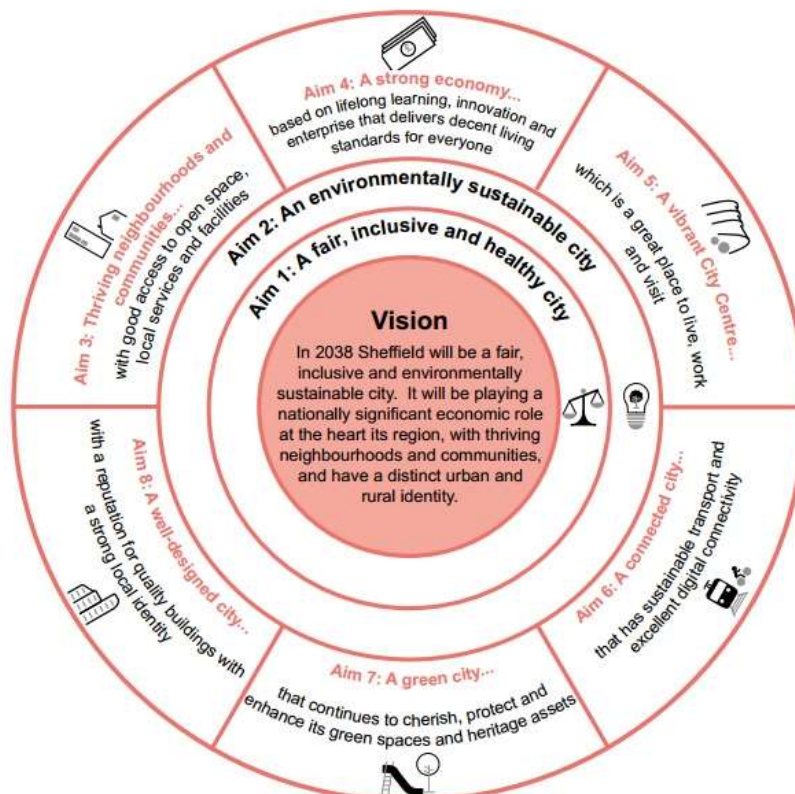 Vision
In 2038 Sheffield will be a fair,
inclusive and environmentally
sustainable city. It will be playing a
nationally significant economic role
at the heart its region, with thriving
neighbourhoods and communities,
and have a distinct urban and
rural identity.
Aim 1: A fair, inclusive and healthy city
Aim 2: An environmentally sustainable city
Aim 3: Thriving neighbourhoods and
communities...
with good access to open space,
local services and facilities
Aim 4: A strong economy...
based on lifelong learning, innovation and
enterprise that delivers decent living
standards for everyone
Aim 5: A vibrant City Centre...
which is a great place to live, work
and visit
Aim 6: A connected city...
that has sustainable transport and
excellent digital connectivity
Aim 7: A green city...
that continues to cherish, protect and
enhance its green spaces and heritage assets
Aim 8: A well-designed city...
with a reputation for quality buildings with
a strong local identity